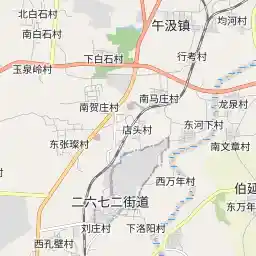 北白石村
午汲镇
均河村
南白石村
下白石村
行考村
玉泉岭村
南贺庄村
南马庄村
龙泉村
店头村
东河下村
东张璨村
南文章村
西万年村
伯延
二六七二街道
东万年村
刘庄村
下洛阳村
西孔壁村